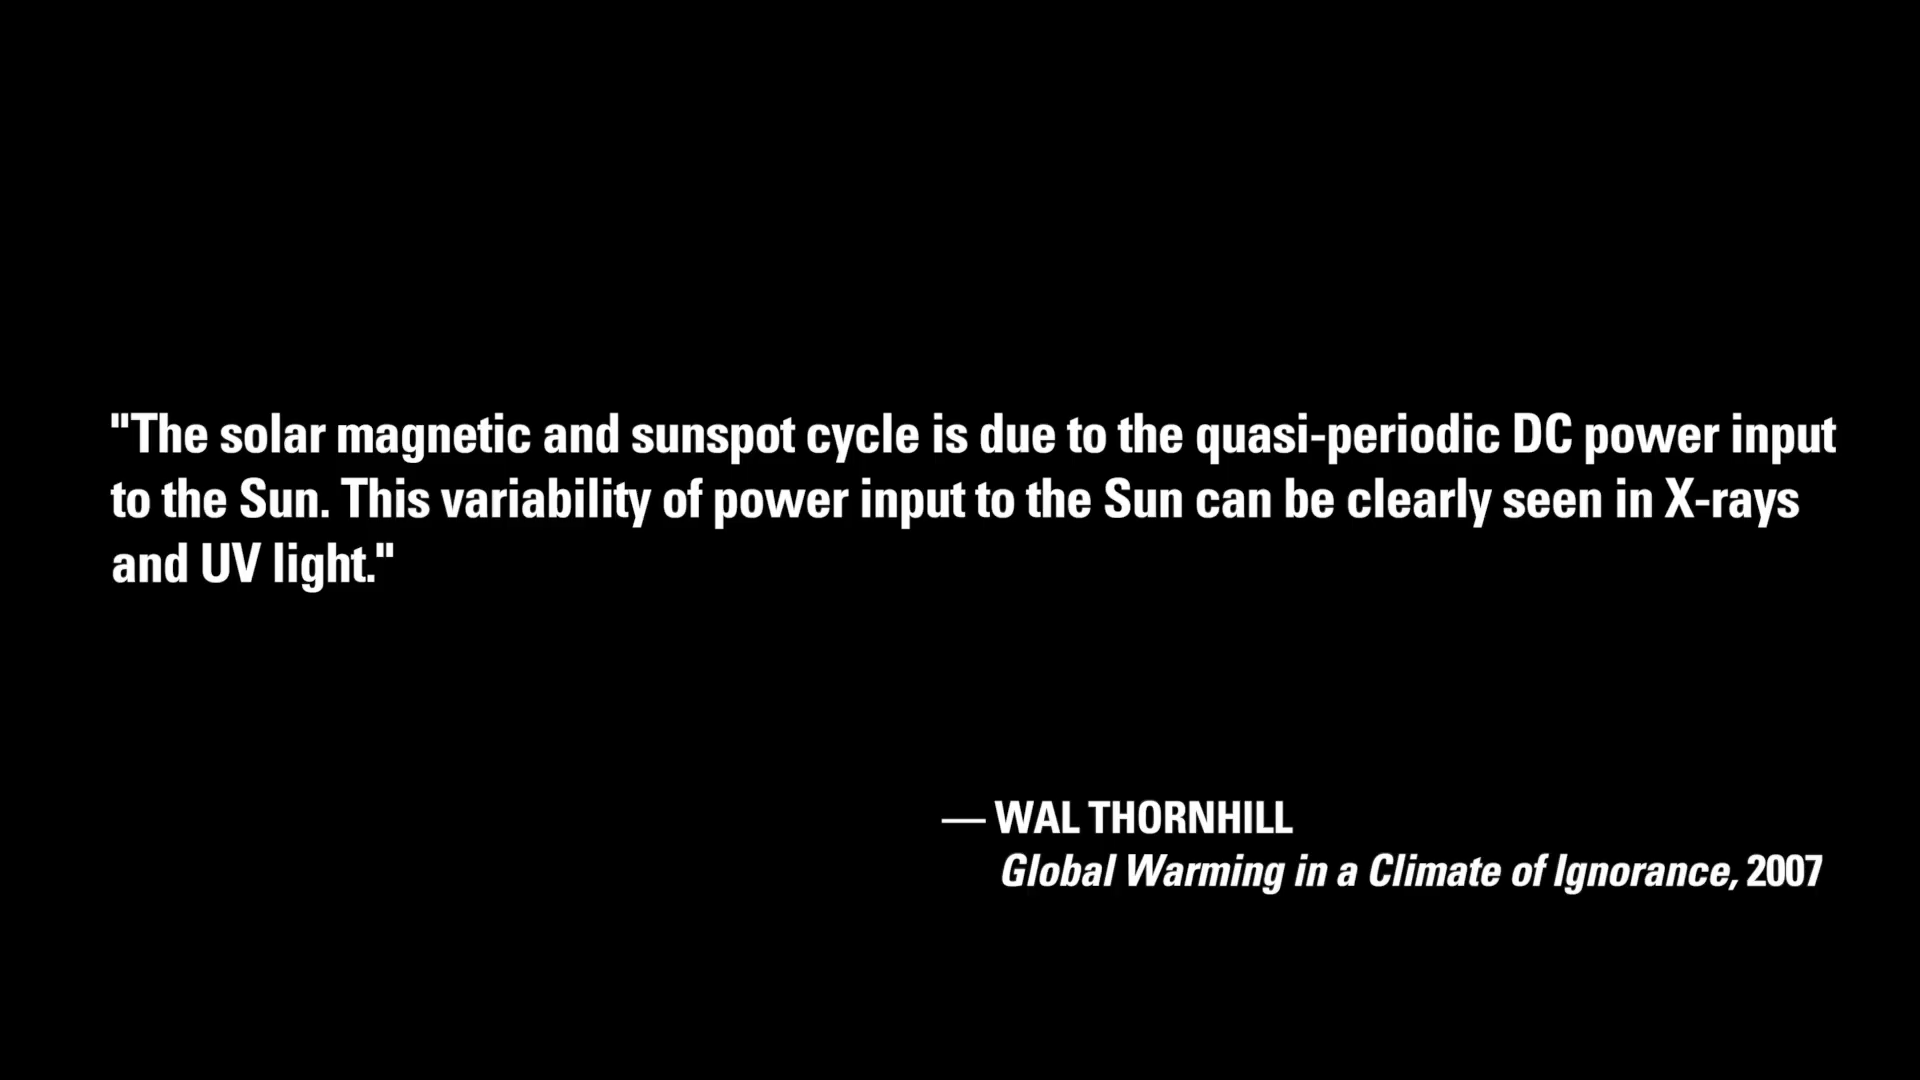 "The solar magnetic and sunspot cycle is due to the quasi-periodic DC power input
to the Sun. This variability of power input to the Sun can be clearly seen in X-rays
and UV light."
— WAL THORNHILL
Global Warming in a Climate of Ignorance, 2007